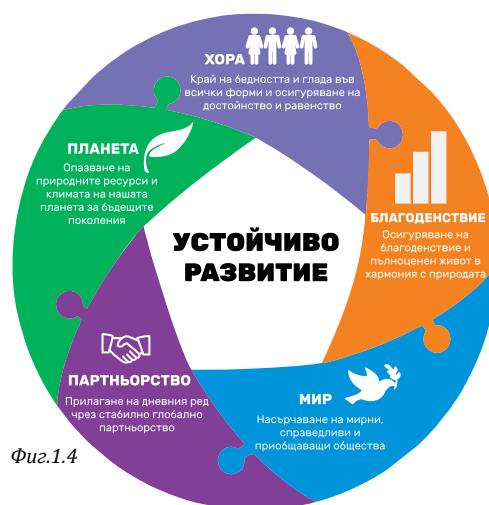 ХОРА
Край на бедността и глада във
всички форми и осигуряване на
достойнство и равенство
ПЛАНЕТА
Опазване на
природните ресурси и
климата на нашата
планета за бъдещите
поколения
БЛАГОДЕНСТВИЕ
Осигуряване на
благоденствие и
пълноценен живот в
хармония с природата
УСТОЙЧИВО
РАЗВИТИЕ
ПАРТНЬОРСТВО
Прилагане на дневния ред
чрез стабилно глобално
партньорство
МИР
Насърчаване на мирни,
справедливи и
приобщаващи общества
Фиг.1.4